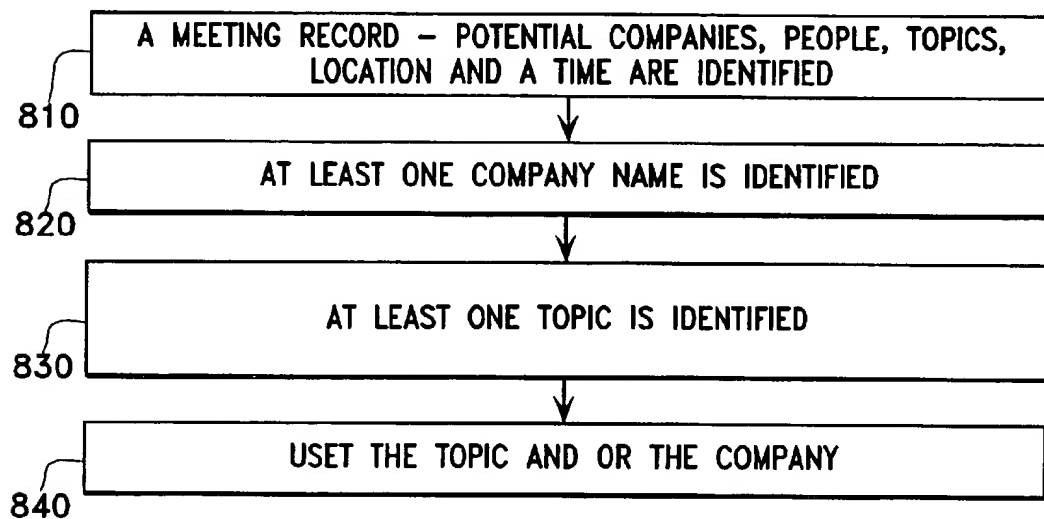 A MEETING RECORD – POTENTIAL COMPANIES, PEOPLE, TOPICS,
LOCATION AND A TIME ARE IDENTIFIED
810
AT LEAST ONE COMPANY NAME IS IDENTIFIED
820
AT LEAST ONE TOPIC IS IDENTIFIED
830
USET THE TOPIC AND OR THE COMPANY
840